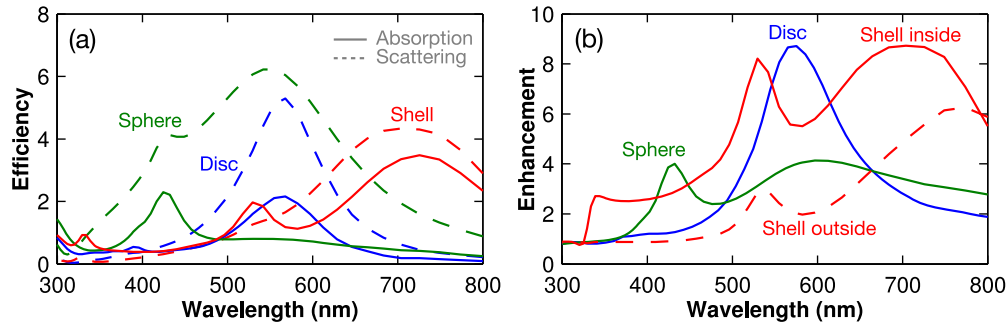 (a)
Absorption
Scattering
Sphere
Disc
Shell
Efficiency
8
6
4
2
0
300 400 500 600 700 800
Wavelength (nm)
(b)
Disc
Shell inside
Sphere
Shell outside
Enhancement
10
8
6
4
2
0
300 400 500 600 700 800
Wavelength (nm)